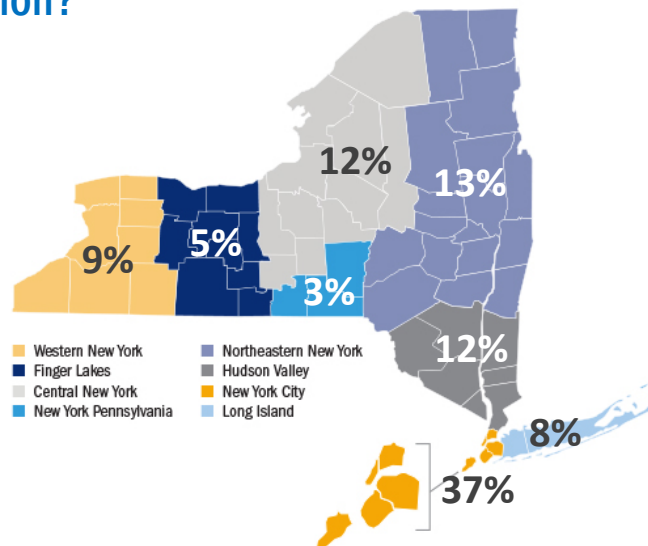 ion?
12%
13%
9%
5%
3%
12%
8%
37%
Western New York
Finger Lakes
Central New York
New York Pennsylvania
Northeastern New York
Hudson Valley
New York City
Long Island